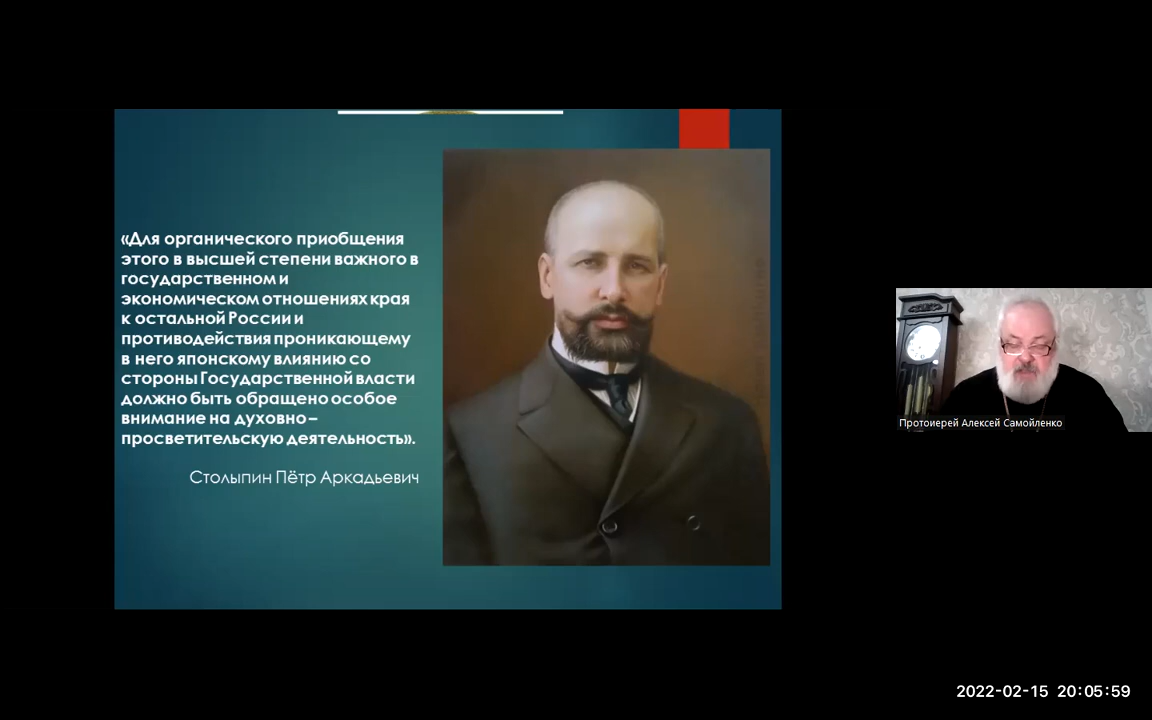 «Для органического приобщения
этого в высшей степени важного в
государственном и
экономическом отношениях края
к остальной России и
противодействия проникающему
в него японскому влиянию со
стороны Государственной власти
должно быть обращено особое
внимание на духовно –
просветительскую деятельность».
Столыпин Пётр Аркадьевич
Протоиерей Алексей Самойленко
2022-02-15 20:05:59